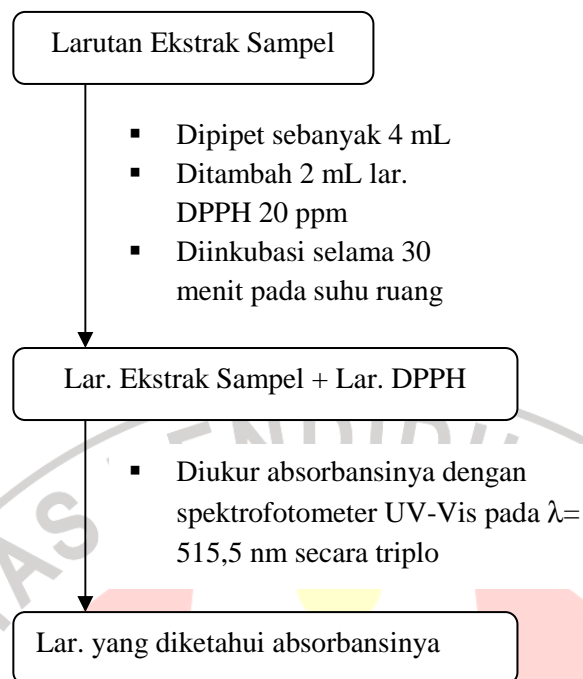 Larutan Ekstrak Sampel
▪ Dipipet sebanyak 4 mL
▪ Ditambah 2 mL lar.
DPPH 20 ppm
▪ Diinkubasi selama 30
menit pada suhu ruang
Lar. Ekstrak Sampel + Lar. DPPH
▪ Diukur absorbansinya dengan
spektrofotometer UV-Vis pada λ=
515,5 nm secara triplo
Lar. yang diketahui absorbansinya